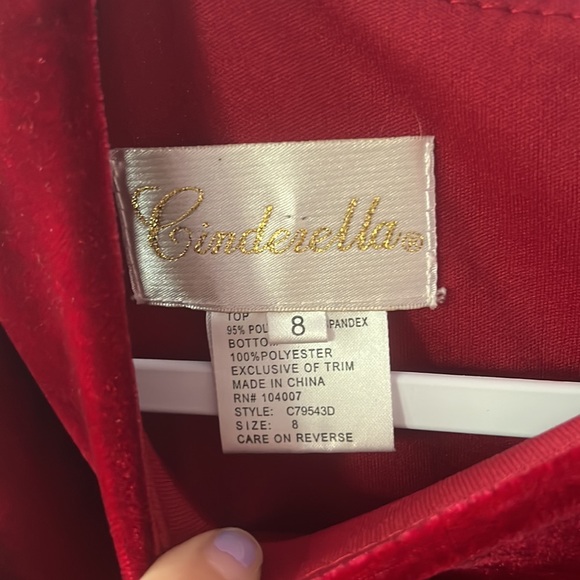 Cinderella®
TOP
95% POL 8 PANDEX
BOTTO
100%POLYESTER
EXCLUSIVE OF TRIM
MADE IN CHINA
RN# 104007
STYLE: C79543D
SIZE: 8
CARE ON REVERSE